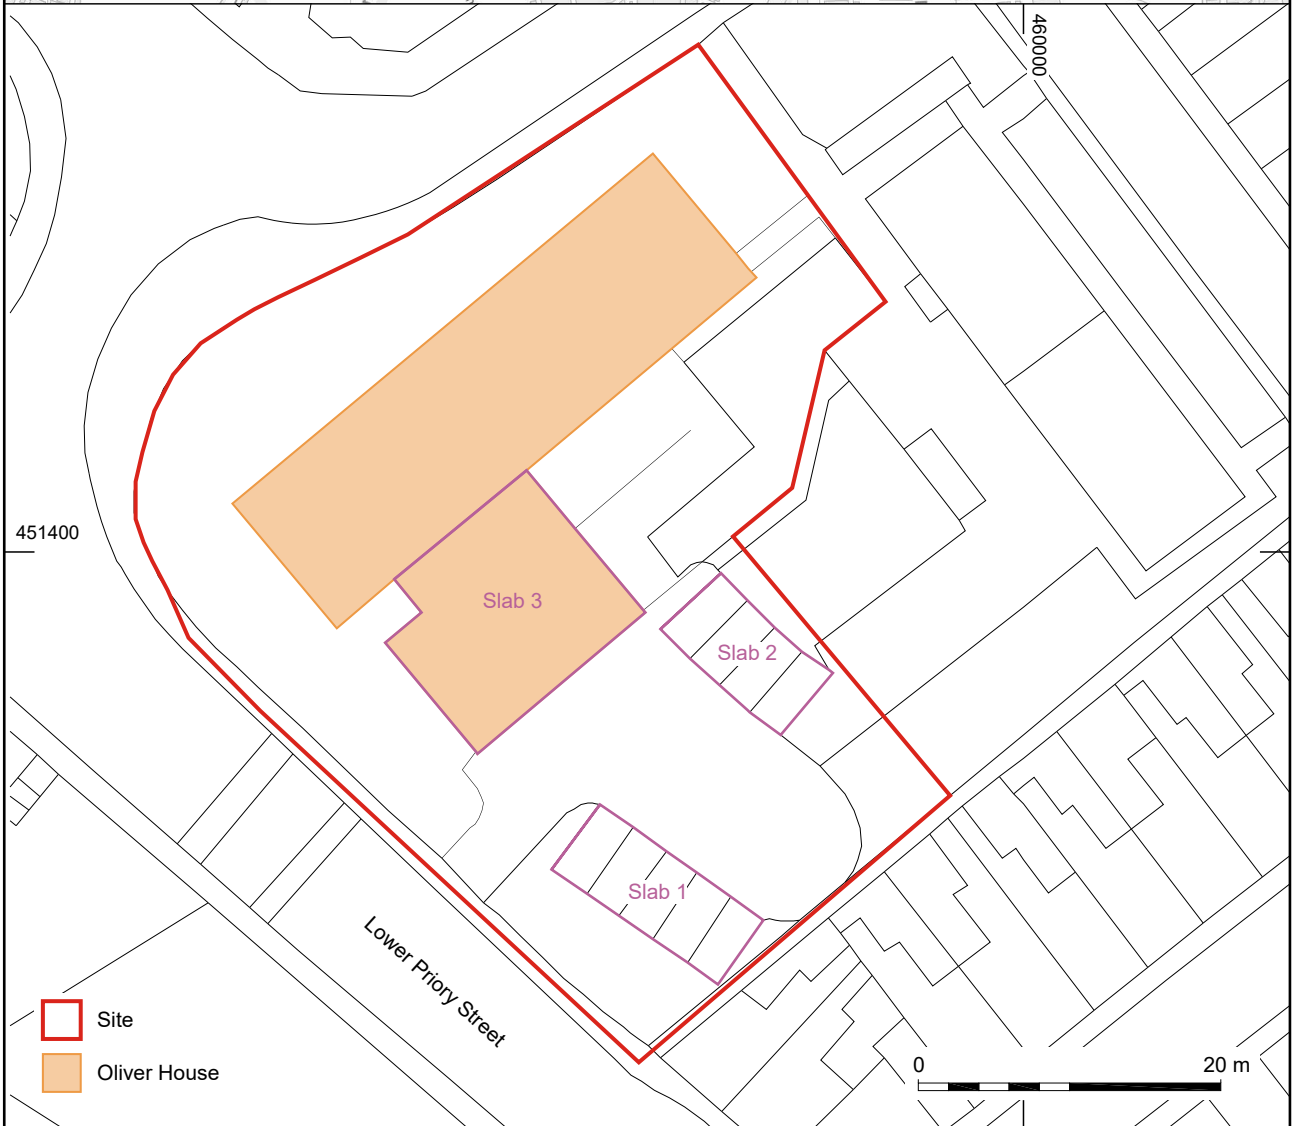 460000
451400
Slab 3
Slab 2
Slab 1
Lower Priory Street
Site
Oliver House
0
20 m